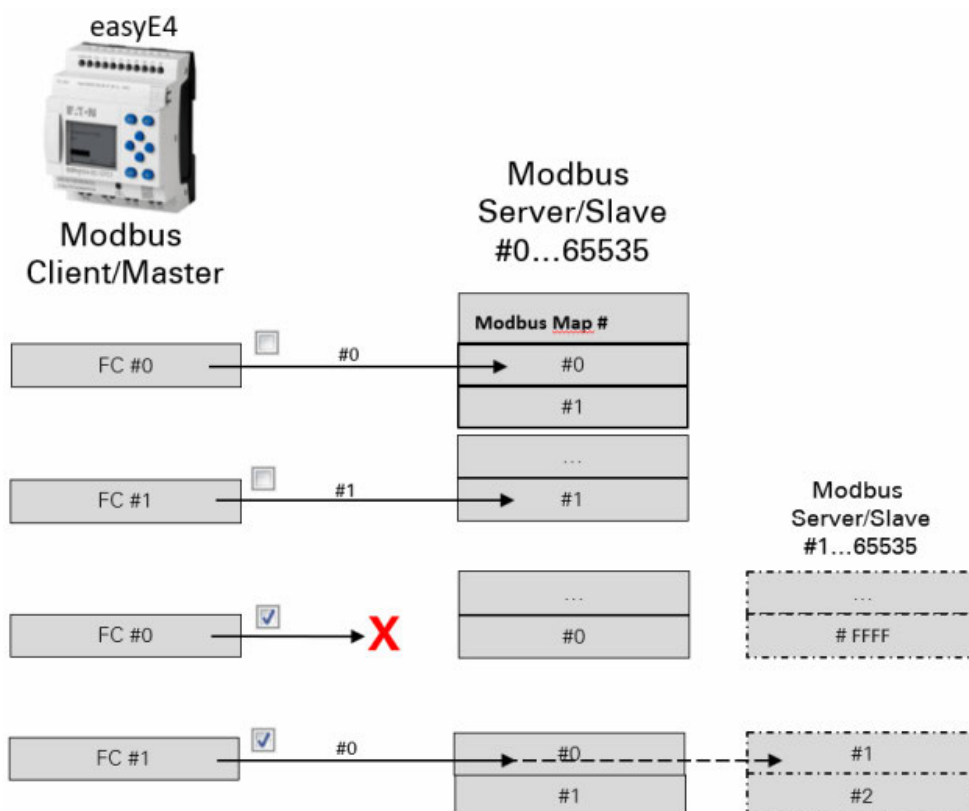 easyE4
EATON
Modbus
Client/Master
Modbus
Server/Slave
#0...65535
Modbus Map #
FC #0
#0
#0
#1
...
FC #1
#1
#1
Modbus
Server/Slave
#1...65535
...
...
FC #0
X
#0
# FFFF
FC #1
#0
#0
#1
#1
#2